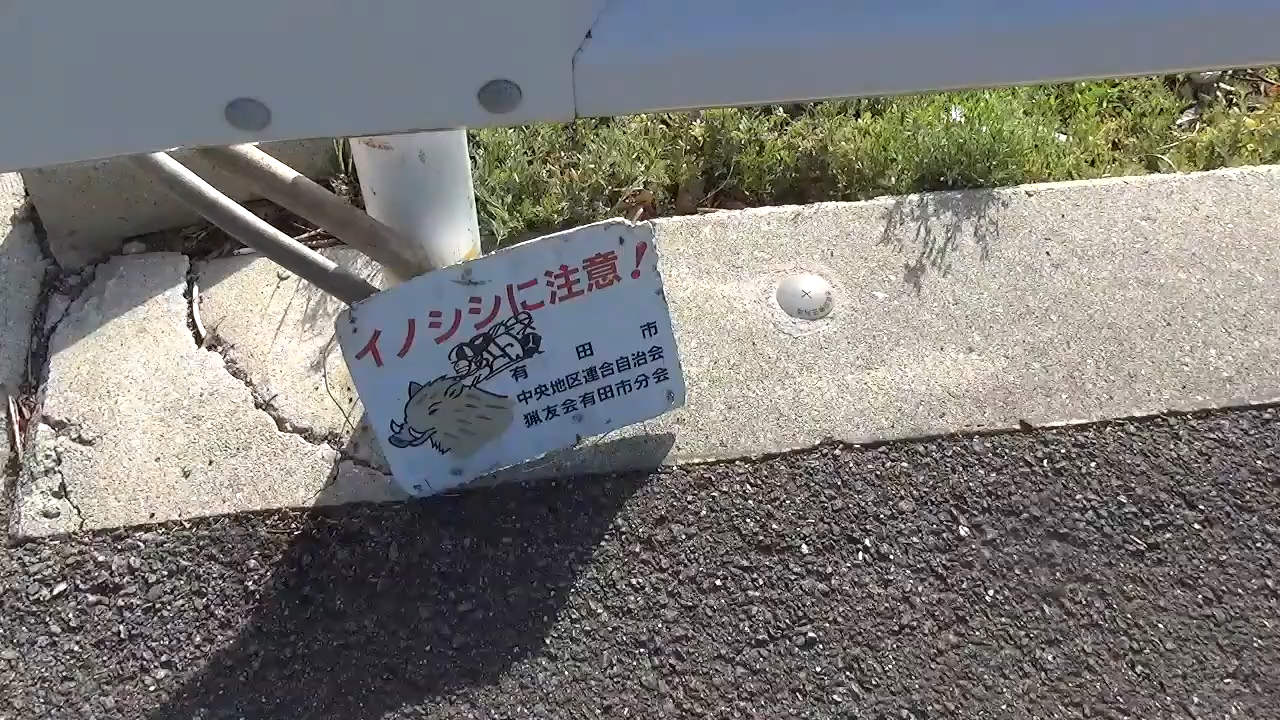 イノシシに注意！
有田市
中央地区連合自治会
猟友会有田市分会